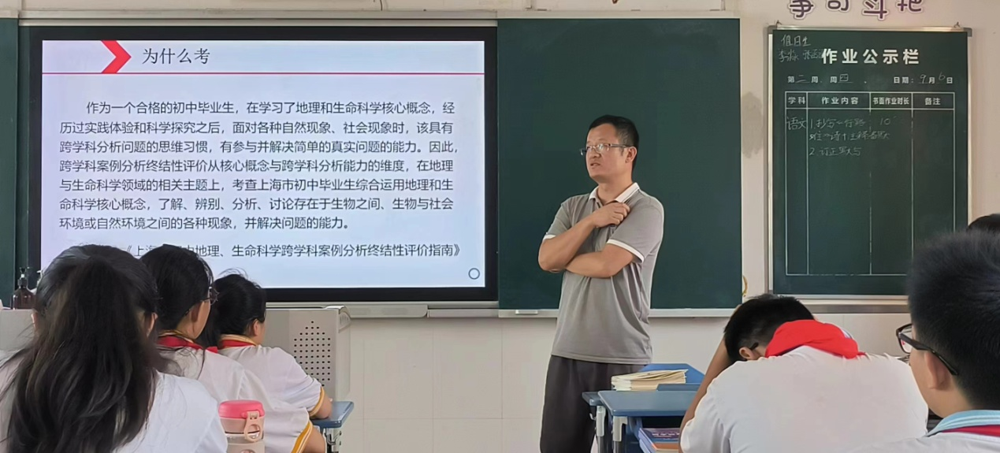 为什么考
作为一个合格的初中毕业生，在学习了地理和生命科学核心概念，经
历过实践体验和科学探究之后，面对各种自然现象、社会现象时，该具有
跨学科分析问题的思维习惯，有参与并解决简单的真实问题的能力。因此，
跨学科案例分析终结性评价从核心概念与跨学科分析能力的维度，在地理
与生命科学领域的相关主题上，考查上海市初中毕业生综合运用地理和生
命科学核心概念，了解、辨别、分析、讨论存在于生物之间、生物与社会
环境或自然环境之间的各种现象，并解决问题的能力。
《上海 地理、生命科学跨学科案例分析终结性评价指南》
值日生
作业公示栏
第二周、周四、 日期：9月6日
学科 作业内容 书面作业时长 备注
语文 1.抄写 10
2.订正